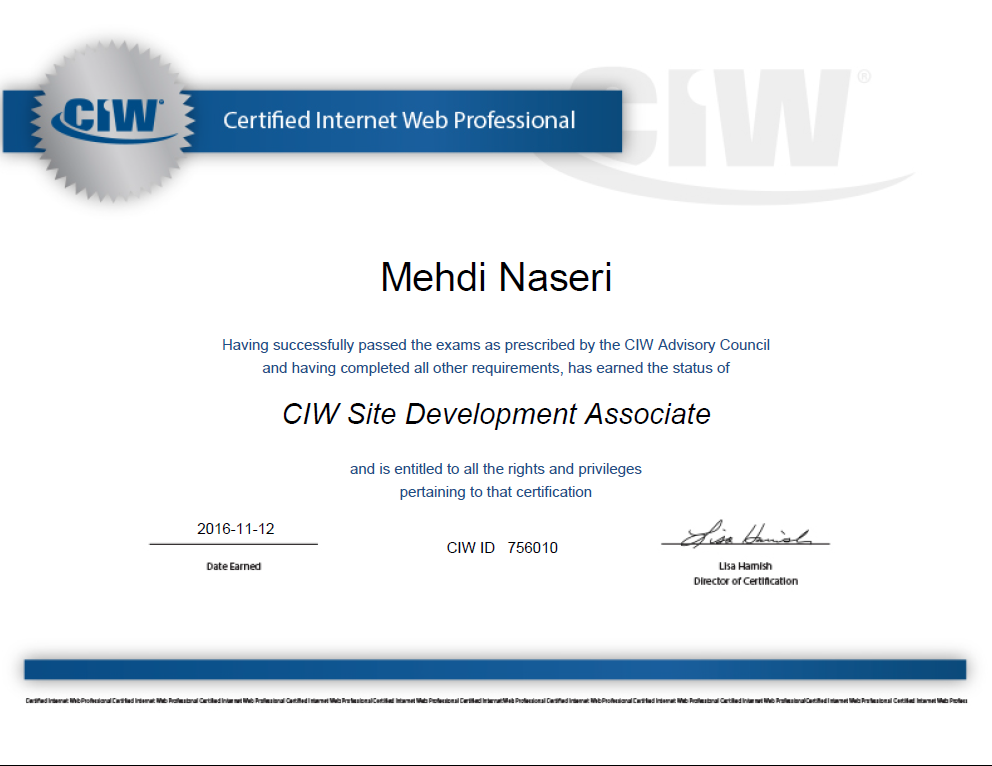 CIW®
CIW®
Certified Internet Web Professional
Mehdi Naseri
Having successfully passed the exams as prescribed by the CIW Advisory Council
and having completed all other requirements, has earned the status of
CIW Site Development Associate
and is entitled to all the rights and privileges
pertaining to that certification
2016-11-12
Date Earned
CIW ID 756010
Lisa Hamish
Lisa Hamish
Director of Certification
Certified Internet Web Professional Certified Internet Web Professional Certified Internet Web Professional Certified Internet Web Professional Certified Internet Web Professional Certified Internet Web Professional Certified Internet Web Professional Certified Internet Web Professional Certified Internet Web Professional Certified Internet Web Professional Certified Internet Web Profess